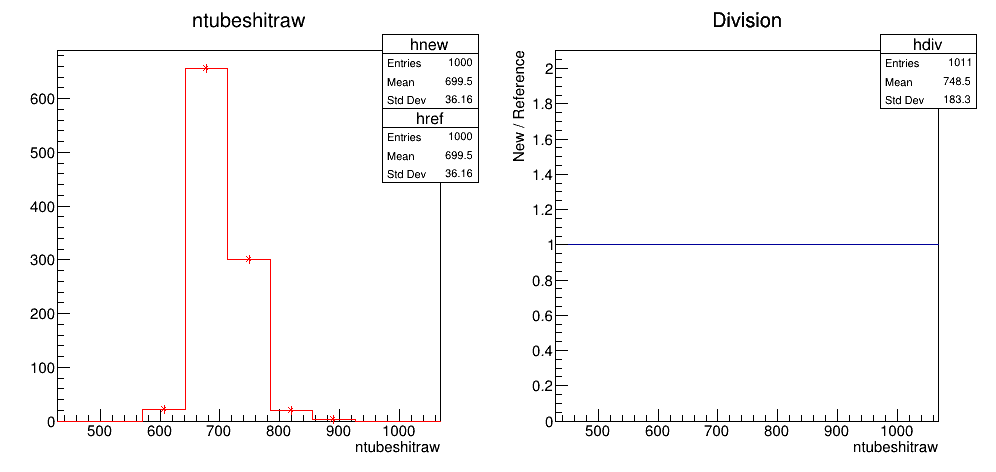 ntubeshitraw
hnew
Entries 1000
Mean 699.5
Std Dev 36.16
href
Entries 1000
Mean 699.5
Std Dev 36.16
600
500
400
300
200
100
0
500 600 700 800 900 1000
ntubeshitraw
Division
hdiv
Entries 1011
Mean 748.5
Std Dev 183.3
New / Reference
2
1.8
1.6
1.4
1.2
1
0.8
0.6
0.4
0.2
0
500 600 700 800 900 1000
ntubeshitraw